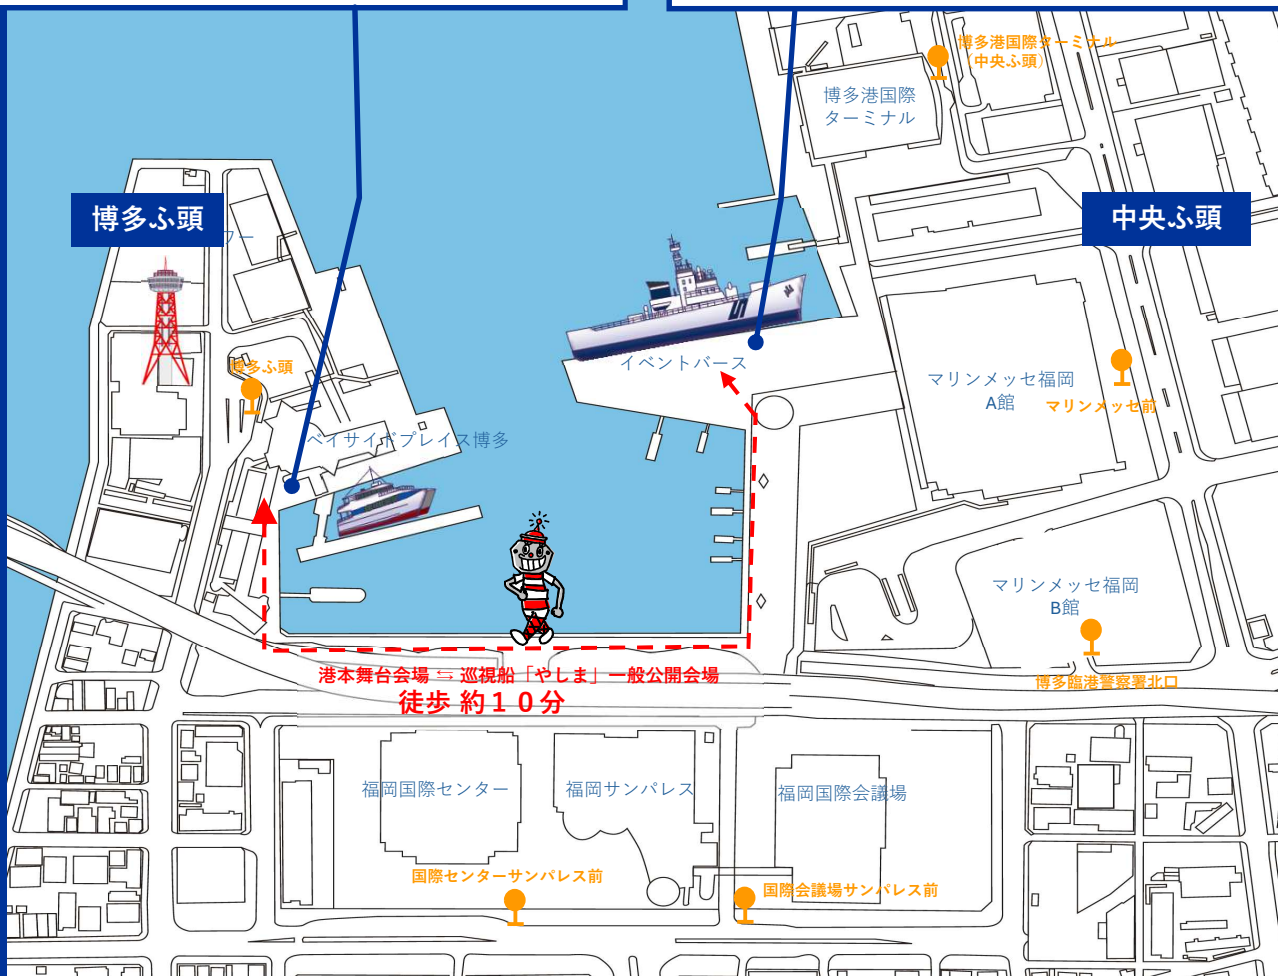 博多港国際ターミナル
（中央ふ頭）
博多港国際
ターミナル
博多ふ頭
中央ふ頭
ワー
博多ふ頭
イベントバース
マリンメッセ福岡
A館
マリンメッセ前
ベイサイドプレイス博多
マリンメッセ福岡
B館
博多臨港警察署北口
港本舞台会場 ⇆ 巡視船「やしま」一般公開会場
徒歩 約１０分
福岡国際センター
福岡サンパレス
福岡国際会議場
国際センターサンパレス前
国際会議場サンパレス前